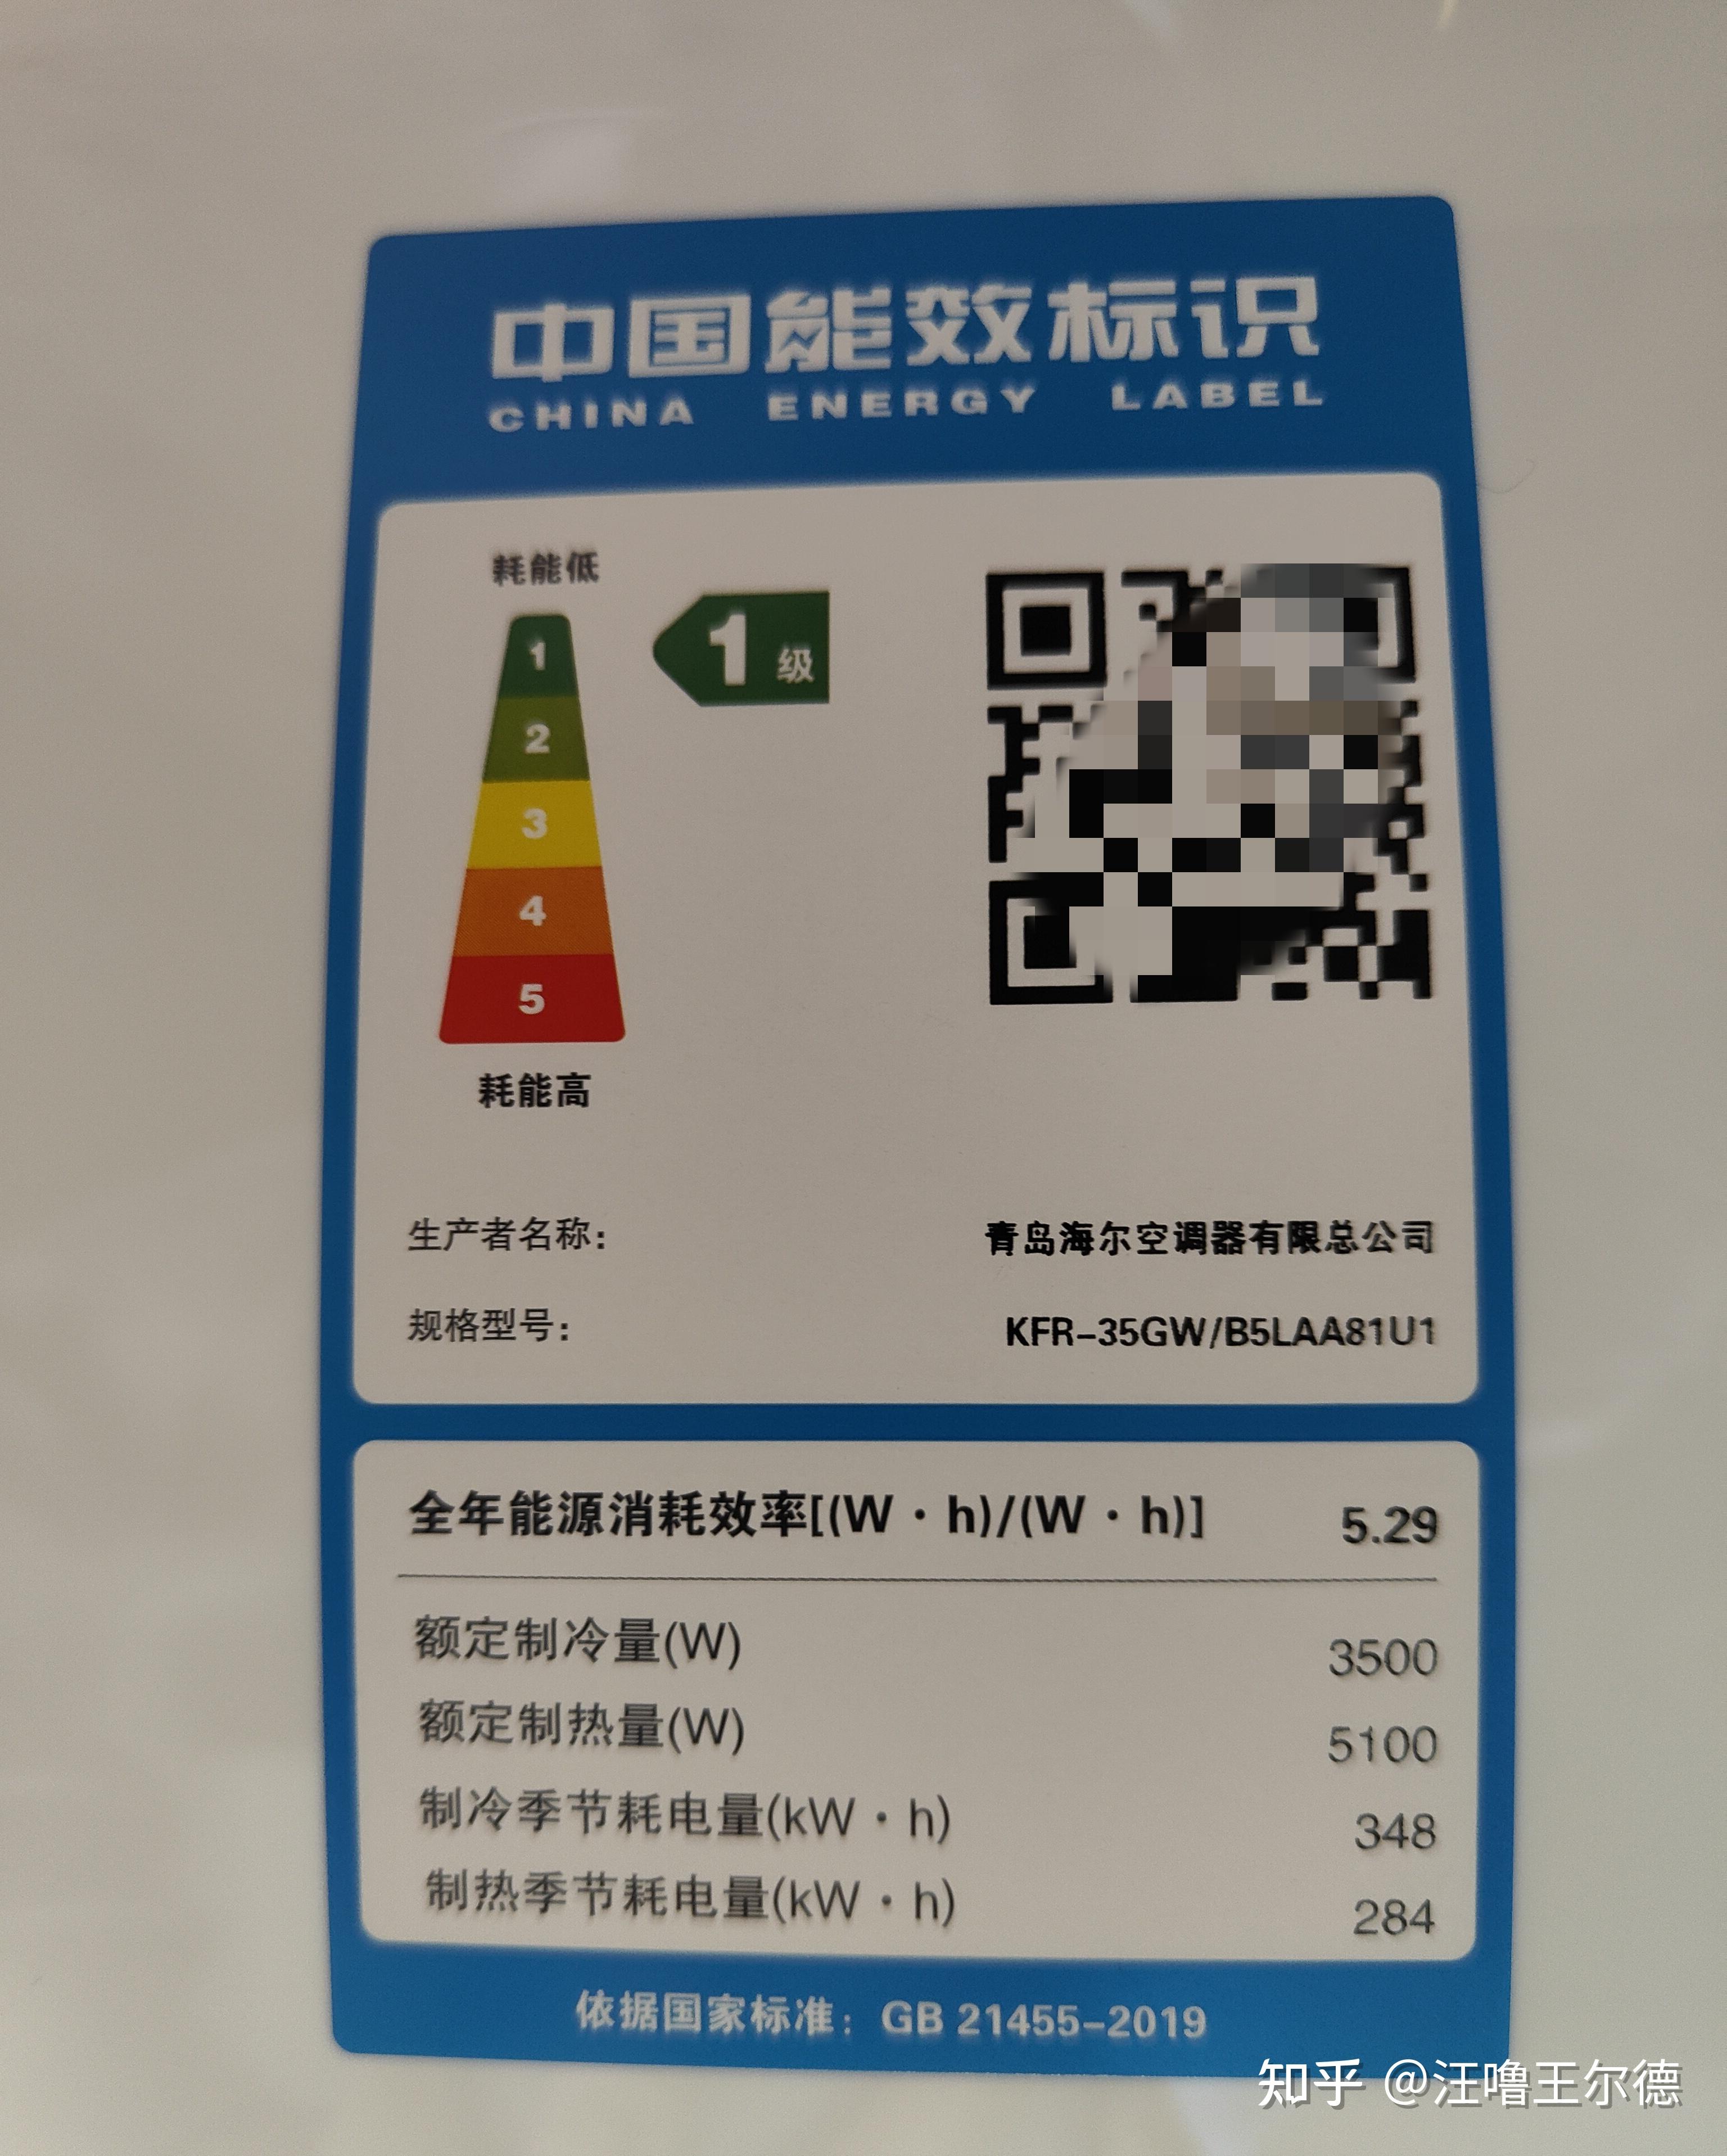 中国能效标识
CHINA ENERGY LABEL
耗能低
1
1级
2
3
4
5
耗能高
生产者名称: 青岛海尔空调器有限总公司
规格型号: KFR-35GW/B5LAA81U1
全年能源消耗效率[(W·h)/(W·h)] 5.29
额定制冷量(W) 3500
额定制热量(W) 5100
制冷季节耗电量(kW·h) 348
制热季节耗电量(kW·h) 284
依据国家标准: GB 21455-2019
知乎 @汪噜王尔德